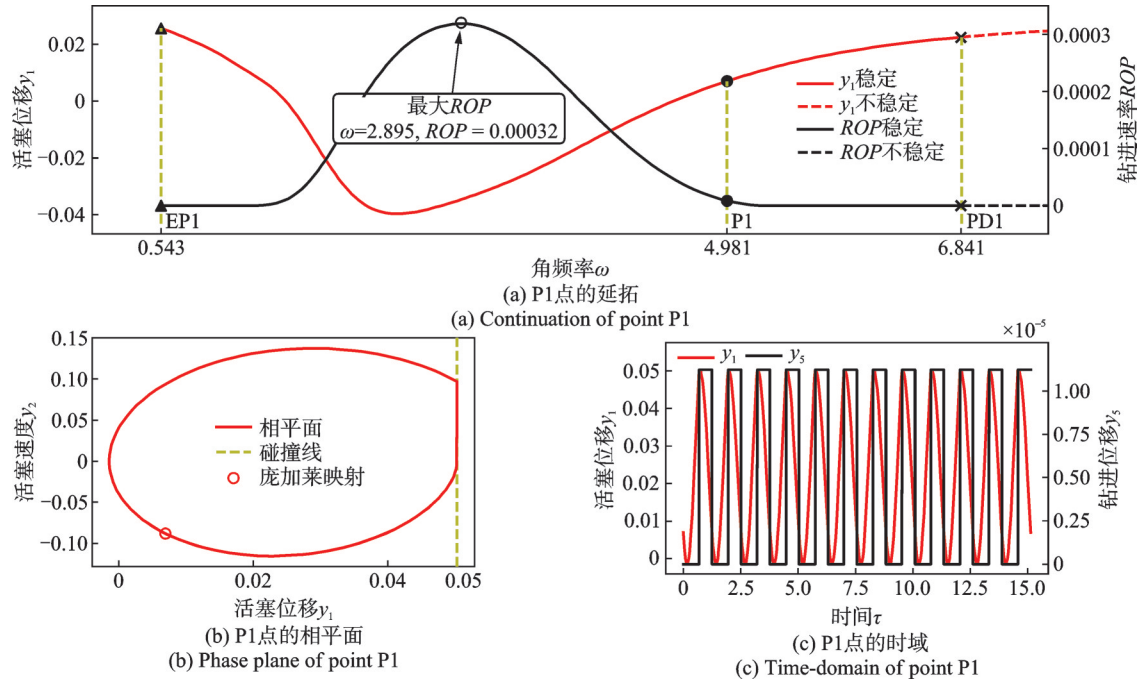 0.02
0
−0.02
−0.04
活塞位移y₁
0.0003
0.0002
0.0001
0
钻进速率ROP
最大ROP
ω=2.895, ROP = 0.00032
y₁稳定
y₁不稳定
ROP稳定
ROP不稳定
EP1
P1
PD1
0.543
4.981
6.841
角频率ω
(a) P1点的延拓
(a) Continuation of point P1
0.15
0.10
0.05
0
−0.05
−0.10
活塞速度y₂
相平面
碰撞线
庞加莱映射
0
0.02
0.04
0.05
活塞位移y₁
(b) P1点的相平面
(b) Phase plane of point P1
×10⁻⁵
y₁
y₅
0.05
0.04
0.03
0.02
0.01
0
活塞位移y₁
1.00
0.75
0.50
0.25
0
钻进位移y₅
0
2.5
5.0
7.5
10.0
12.5
15.0
时间τ
(c) P1点的时域
(c) Time-domain of point P1